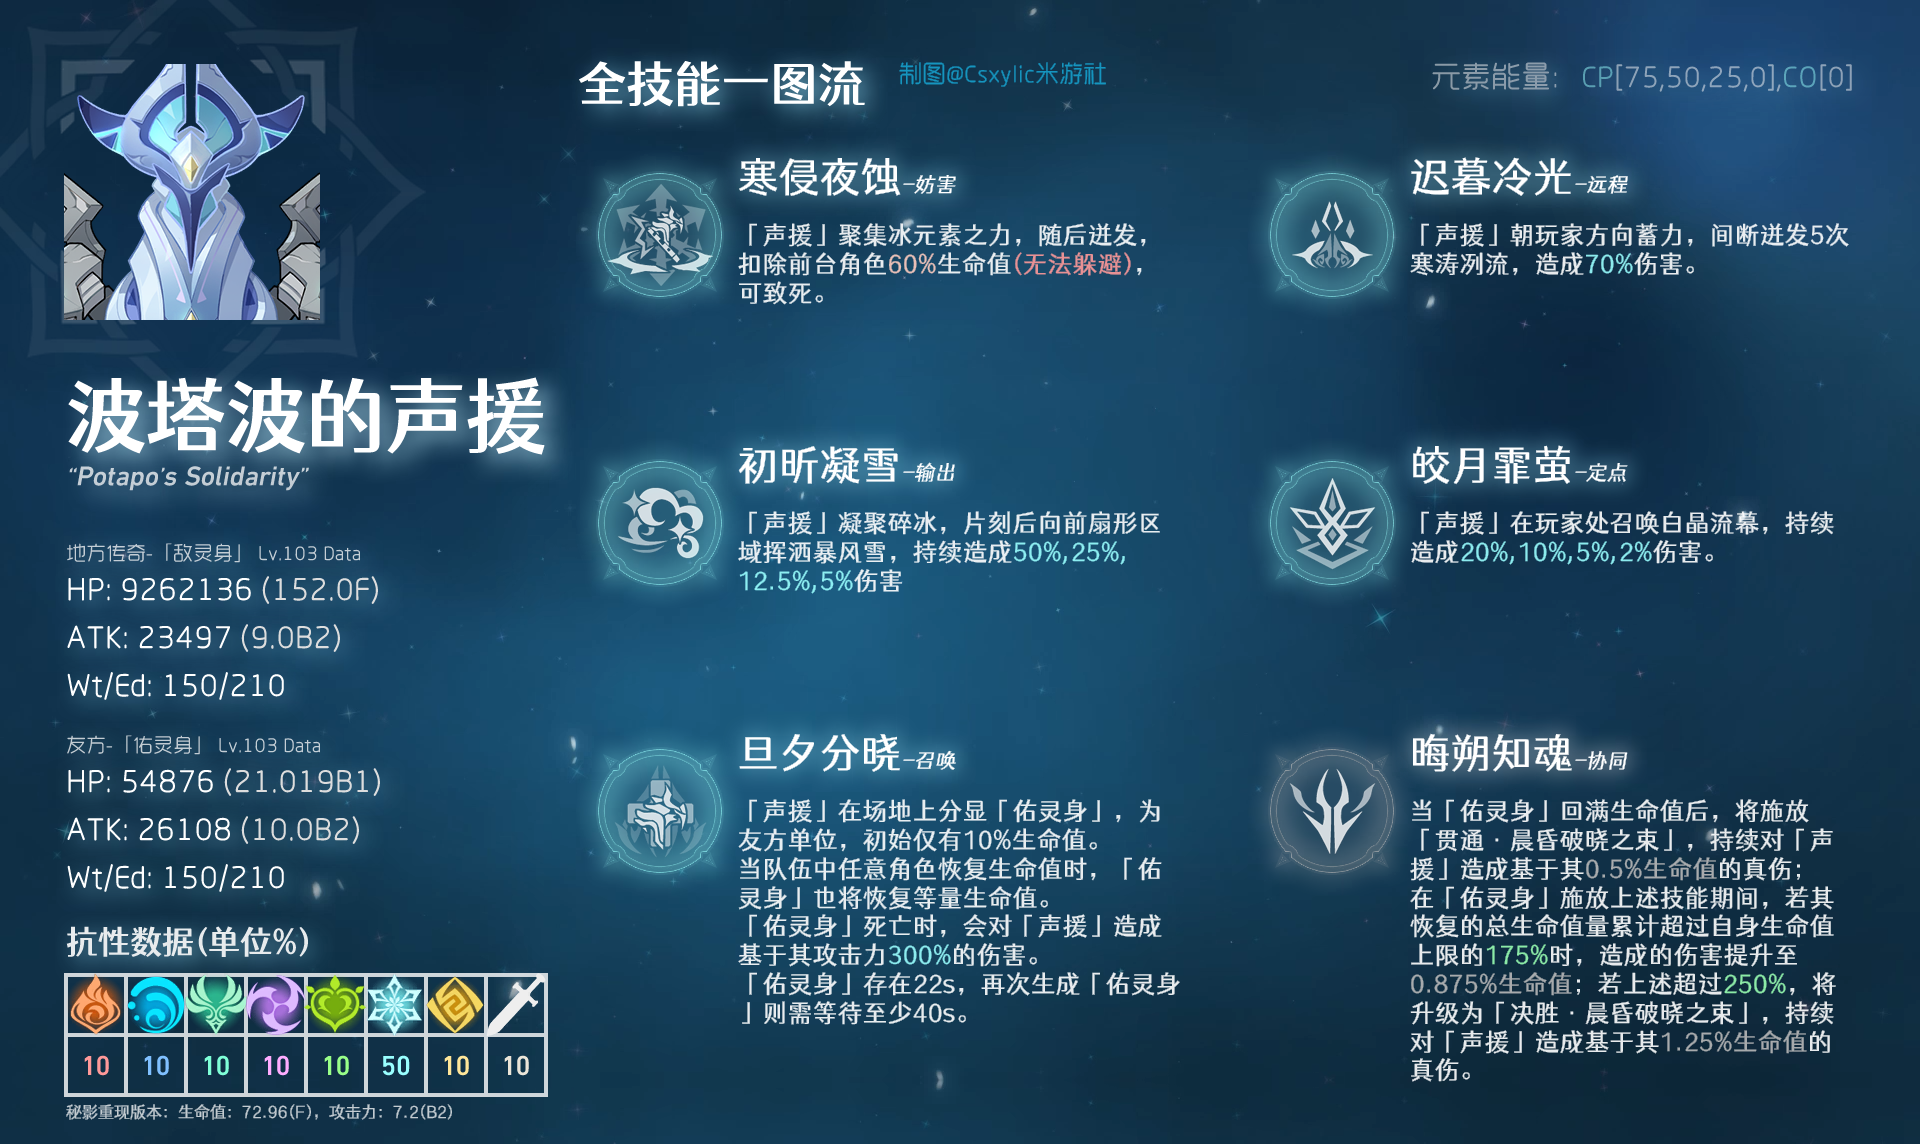 全技能一图流
制图@Csxylic米游社
元素能量： CP[75,50,25,0],CO[0]
波塔波的声援
“Potapo's Solidarity”
地方传奇-「敌灵身」 Lv.103 Data
HP: 9262136 (152.0F)
ATK: 23497 (9.0B2)
Wt/Ed: 150/210
友方-「佑灵身」 Lv.103 Data
HP: 54876 (21.019B1)
ATK: 26108 (10.0B2)
Wt/Ed: 150/210
抗性数据(单位%)
10 10 10 10 10 50 10 10
秘影重现版本：生命值：72.96(F)，攻击力：7.2(B2)
寒侵夜蚀-妨害
「声援」聚集冰元素之力，随后迸发，
扣除前台角色60%生命值(无法躲避)，
可致死。
迟暮冷光-远程
「声援」朝玩家方向蓄力，间断迸发5次
寒涛冽流，造成70%伤害。
初昕凝雪-输出
「声援」凝聚碎冰，片刻后向前扇形区
域挥洒暴风雪，持续造成50%,25%,
12.5%,5%伤害
皎月霏萤-定点
「声援」在玩家处召唤白晶流幕，持续
造成20%,10%,5%,2%伤害。
旦夕分晓-召唤
「声援」在场地上分显「佑灵身」，为
友方单位，初始仅有10%生命值。
当队伍中任意角色恢复生命值时，「佑
灵身」也将恢复等量生命值。
「佑灵身」死亡时，会对「声援」造成
基于其攻击力300%的伤害。
「佑灵身」存在22s，再次生成「佑灵身
」则需等待至少40s。
晦朔知魂-协同
当「佑灵身」回满生命值后，将施放
「贯通·晨昏破晓之束」，持续对「声
援」造成基于其0.5%生命值的真伤；
在「佑灵身」施放上述技能期间，若其
恢复的总生命值量累计超过自身生命值
上限的175%时，造成的伤害提升至
0.875%生命值；若上述超过250%，将
升级为「决胜·晨昏破晓之束」，持续
对「声援」造成基于其1.25%生命值的
真伤。